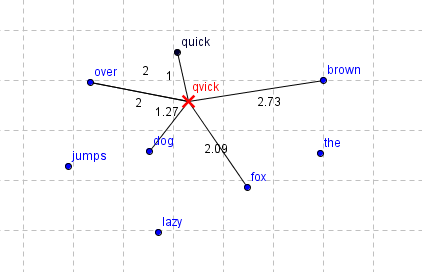 quick
qvick
over
2
1
brown
2
1.27
2.73
dog
2.09
the
jumps
fox
lazy